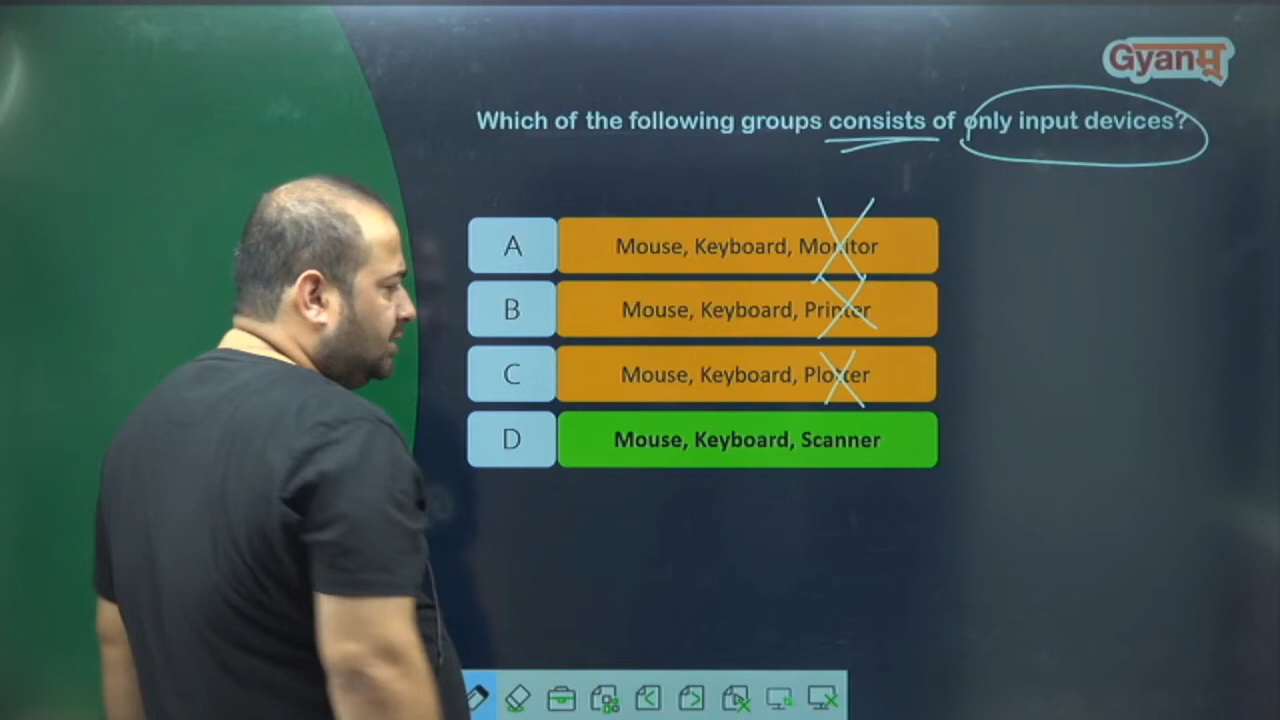 Gyanभू
Which of the following groups consists of only input devices?
A Mouse, Keyboard, Monitor
B Mouse, Keyboard, Printer
C Mouse, Keyboard, Plotter
D Mouse, Keyboard, Scanner